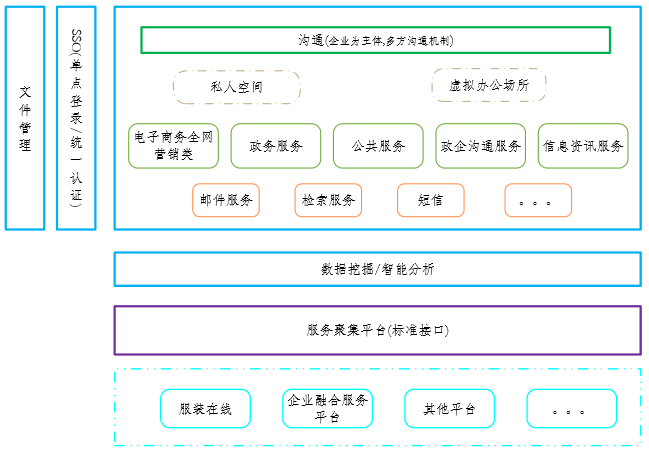 文件管理
SSO(单点登录/统一认证)
沟通(企业为主体,多方沟通机制)
私人空间
虚拟办公场所
电子商务全网
营销类
政务服务
公共服务
政企沟通服务
信息资讯服务
邮件服务
检索服务
短信
。。。
数据挖掘/智能分析
服务聚集平台(标准接口)
服装在线
企业融合服务
平台
其他平台
。。。